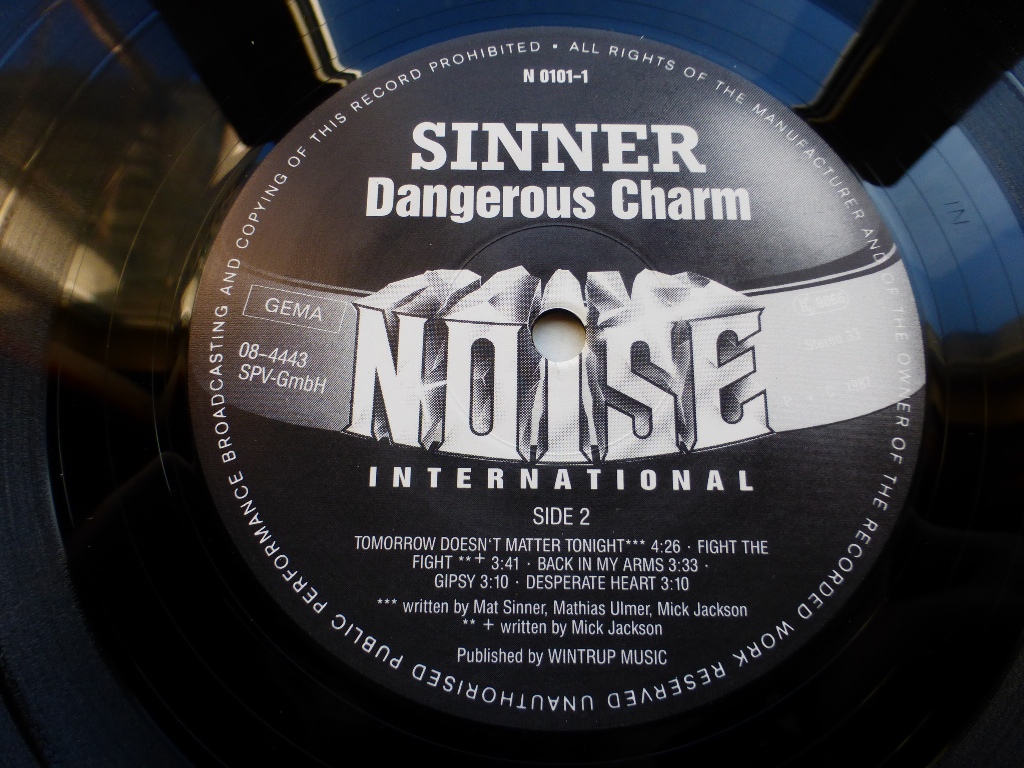 UNAUTHORISED PUBLIC PERFORMANCE BROADCASTING AND COPYING OF THIS RECORD PROHIBITED • ALL RIGHTS OF THE MANUFACTURER AND OF THE OWNER OF THE RECORDED WORK RESERVED
N 0101-1
SINNER
Dangerous Charm
GEMA
08-4443
SPV-GmbH
Stereo 33
1987
NOISE
INTERNATIONAL
SIDE 2
TOMORROW DOESN'T MATTER TONIGHT*** 4:26 · FIGHT THE
FIGHT **+ 3:41 · BACK IN MY ARMS 3:33 ·
GIPSY 3:10 · DESPERATE HEART 3:10
*** written by Mat Sinner, Mathias Ulmer, Mick Jackson
** + written by Mick Jackson
Published by WINTRUP MUSIC